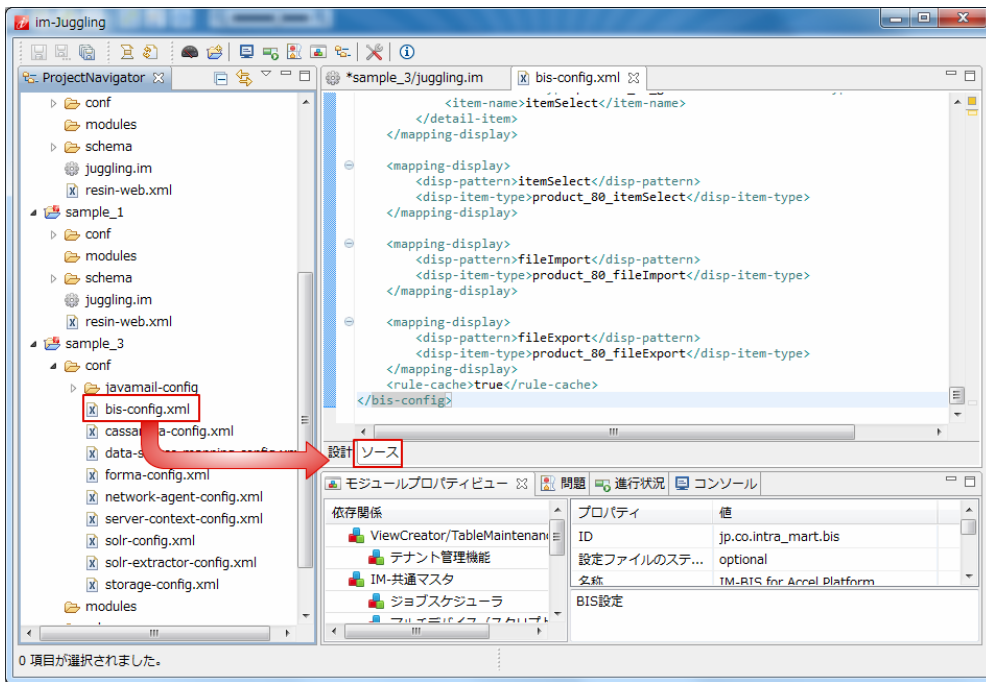 im-Juggling
ProjectNavigator
conf
modules
schema
juggling.im
resin-web.xml
sample_1
conf
modules
schema
juggling.im
resin-web.xml
sample_3
conf
javamail-config
bis-config.xml
forma-config.xml
network-agent-config.xml
server-context-config.xml
solr-config.xml
solr-extractor-config.xml
storage-config.xml
modules
*sample_3/juggling.im
bis-config.xml
<item-name>itemSelect</item-name>
</detail-item>
</mapping-display>
<mapping-display>
<disp-pattern>itemSelect</disp-pattern>
<disp-item-type>product_80_itemSelect</disp-item-type>
</mapping-display>
<mapping-display>
<disp-pattern>fileImport</disp-pattern>
<disp-item-type>product_80_fileImport</disp-item-type>
</mapping-display>
<mapping-display>
<disp-pattern>fileExport</disp-pattern>
<disp-item-type>product_80_fileExport</disp-item-type>
</mapping-display>
<rule-cache>true</rule-cache>
</bis-config>
設計 ソース
モジュールプロパティビュー 問題 進行状況 コンソール
依存関係
ViewCreator/TableMaintenan
テナント管理機能
IM-共通マスタ
ジョブスケジューラ
プロパティ 値
ID jp.co.intra_mart.bis
設定ファイルのステ... optional
名称 IM-BIS for Accel Platform
BIS設定
0 項目が選択されました。